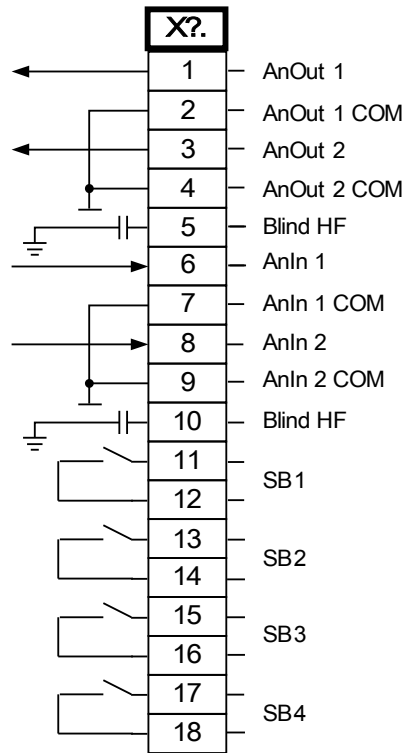 X?.
1 AnOut 1
2 AnOut 1 COM
3 AnOut 2
4 AnOut 2 COM
5 Blind HF
6 AnIn 1
7 AnIn 1 COM
8 AnIn 2
9 AnIn 2 COM
10 Blind HF
11
SB1
12
13
SB2
14
15
SB3
16
17
SB4
18